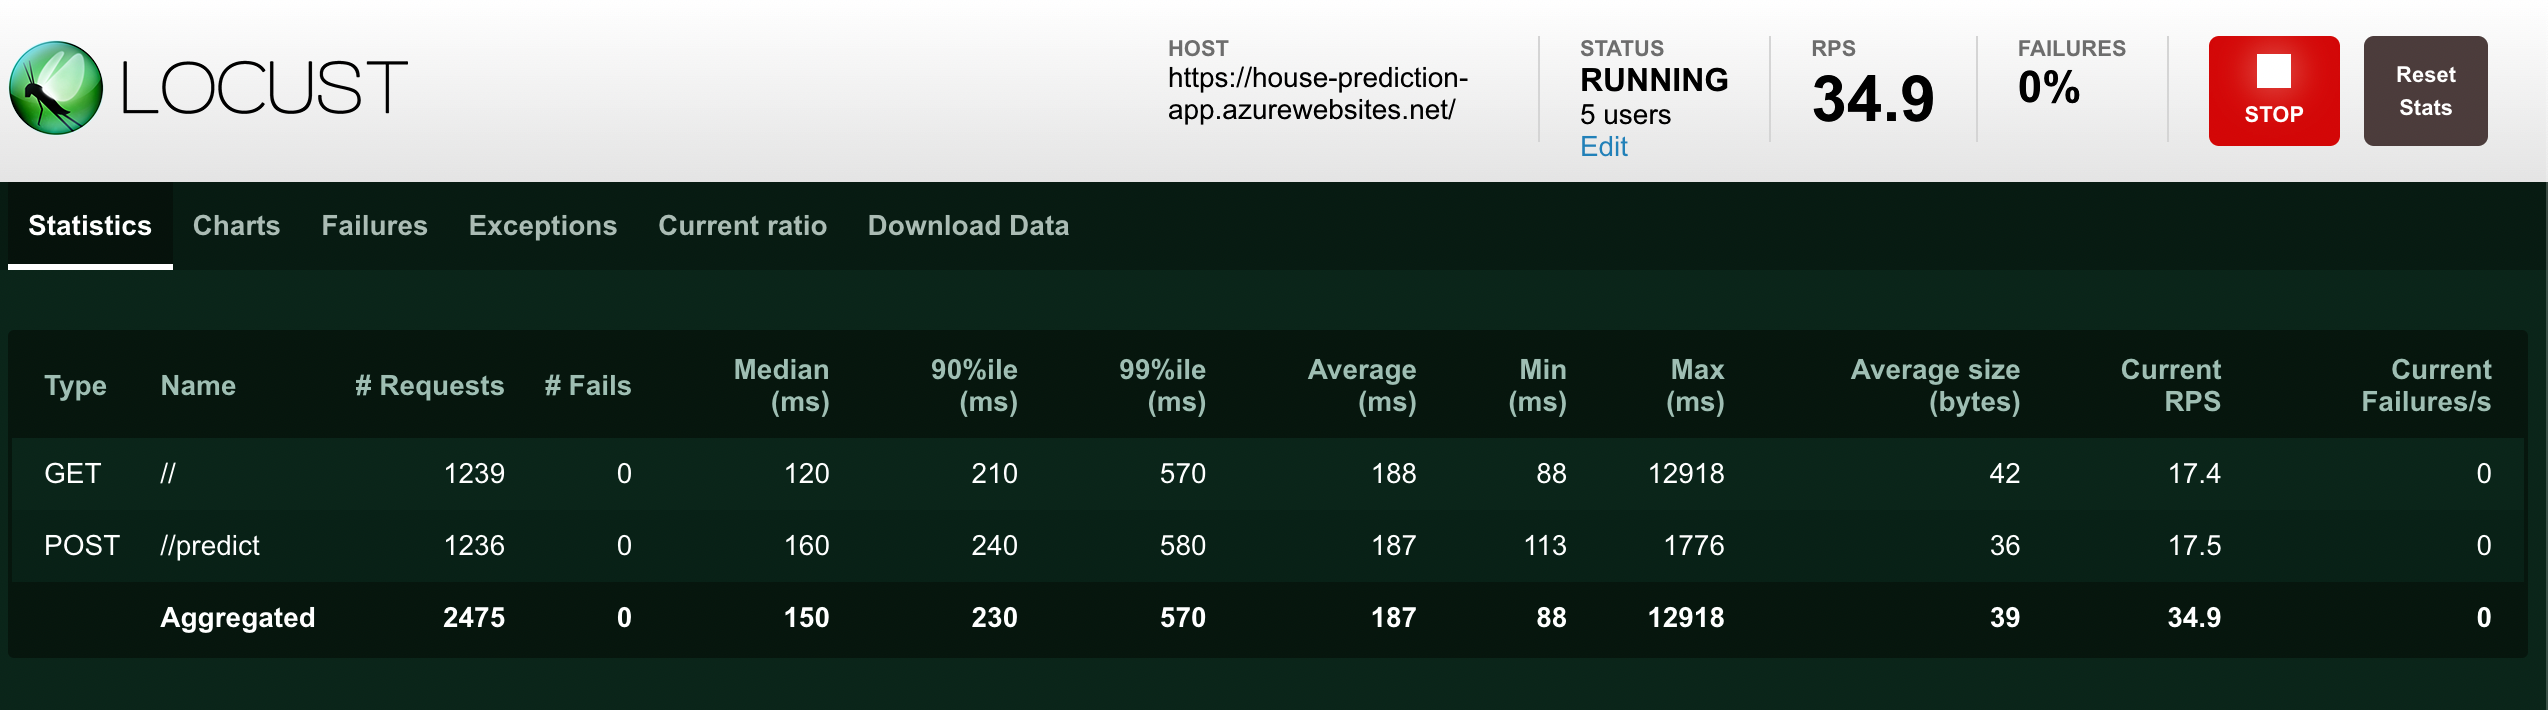 LOCUST
HOST
https://house-prediction-
app.azurewebsites.net/
STATUS
RUNNING
5 users
Edit
RPS
34.9
FAILURES
0%
STOP
Reset
Stats
Statistics Charts Failures Exceptions Current ratio Download Data
Type Name # Requests # Fails Median (ms) 90%ile (ms) 99%ile (ms) Average (ms) Min (ms) Max (ms) Average size (bytes) Current RPS Current Failures/s
GET // 1239 0 120 210 570 188 88 12918 42 17.4 0
POST //predict 1236 0 160 240 580 187 113 1776 36 17.5 0
Aggregated 2475 0 150 230 570 187 88 12918 39 34.9 0